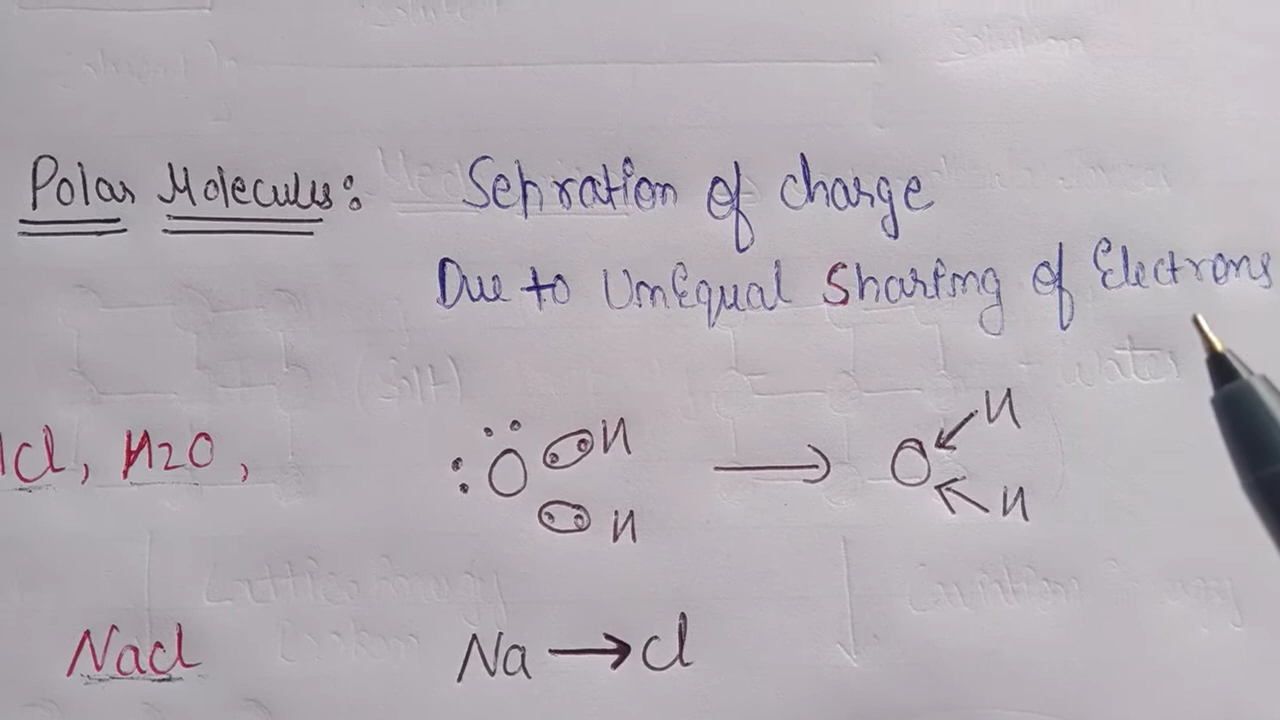 Polar Molecules: Sepration of charge
Due to UnEqual Sharing of Electrons
Cl, H2O,
O H H → O H H
NaCl Na → Cl